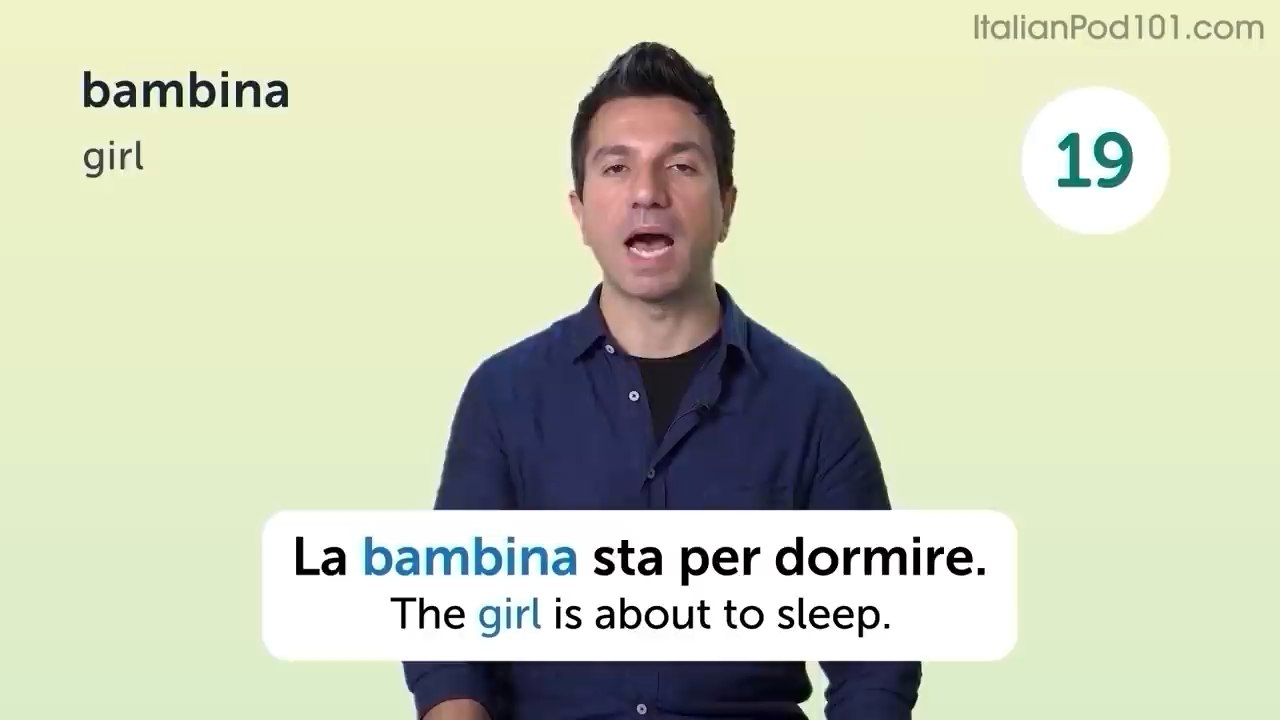 ItalianPod101.com
bambina
girl
19
La bambina sta per dormire.
The girl is about to sleep.